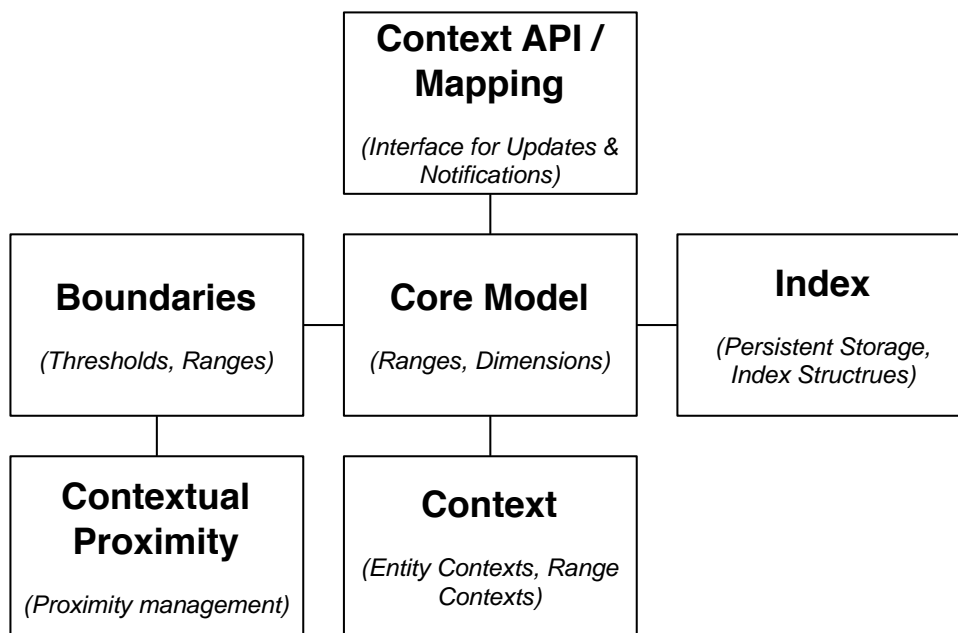 Context API /
Mapping
(Interface for Updates &
Notifications)
Boundaries
(Thresholds, Ranges)
Core Model
(Ranges, Dimensions)
Index
(Persistent Storage,
Index Structrues)
Contextual
Proximity
(Proximity management)
Context
(Entity Contexts, Range
Contexts)